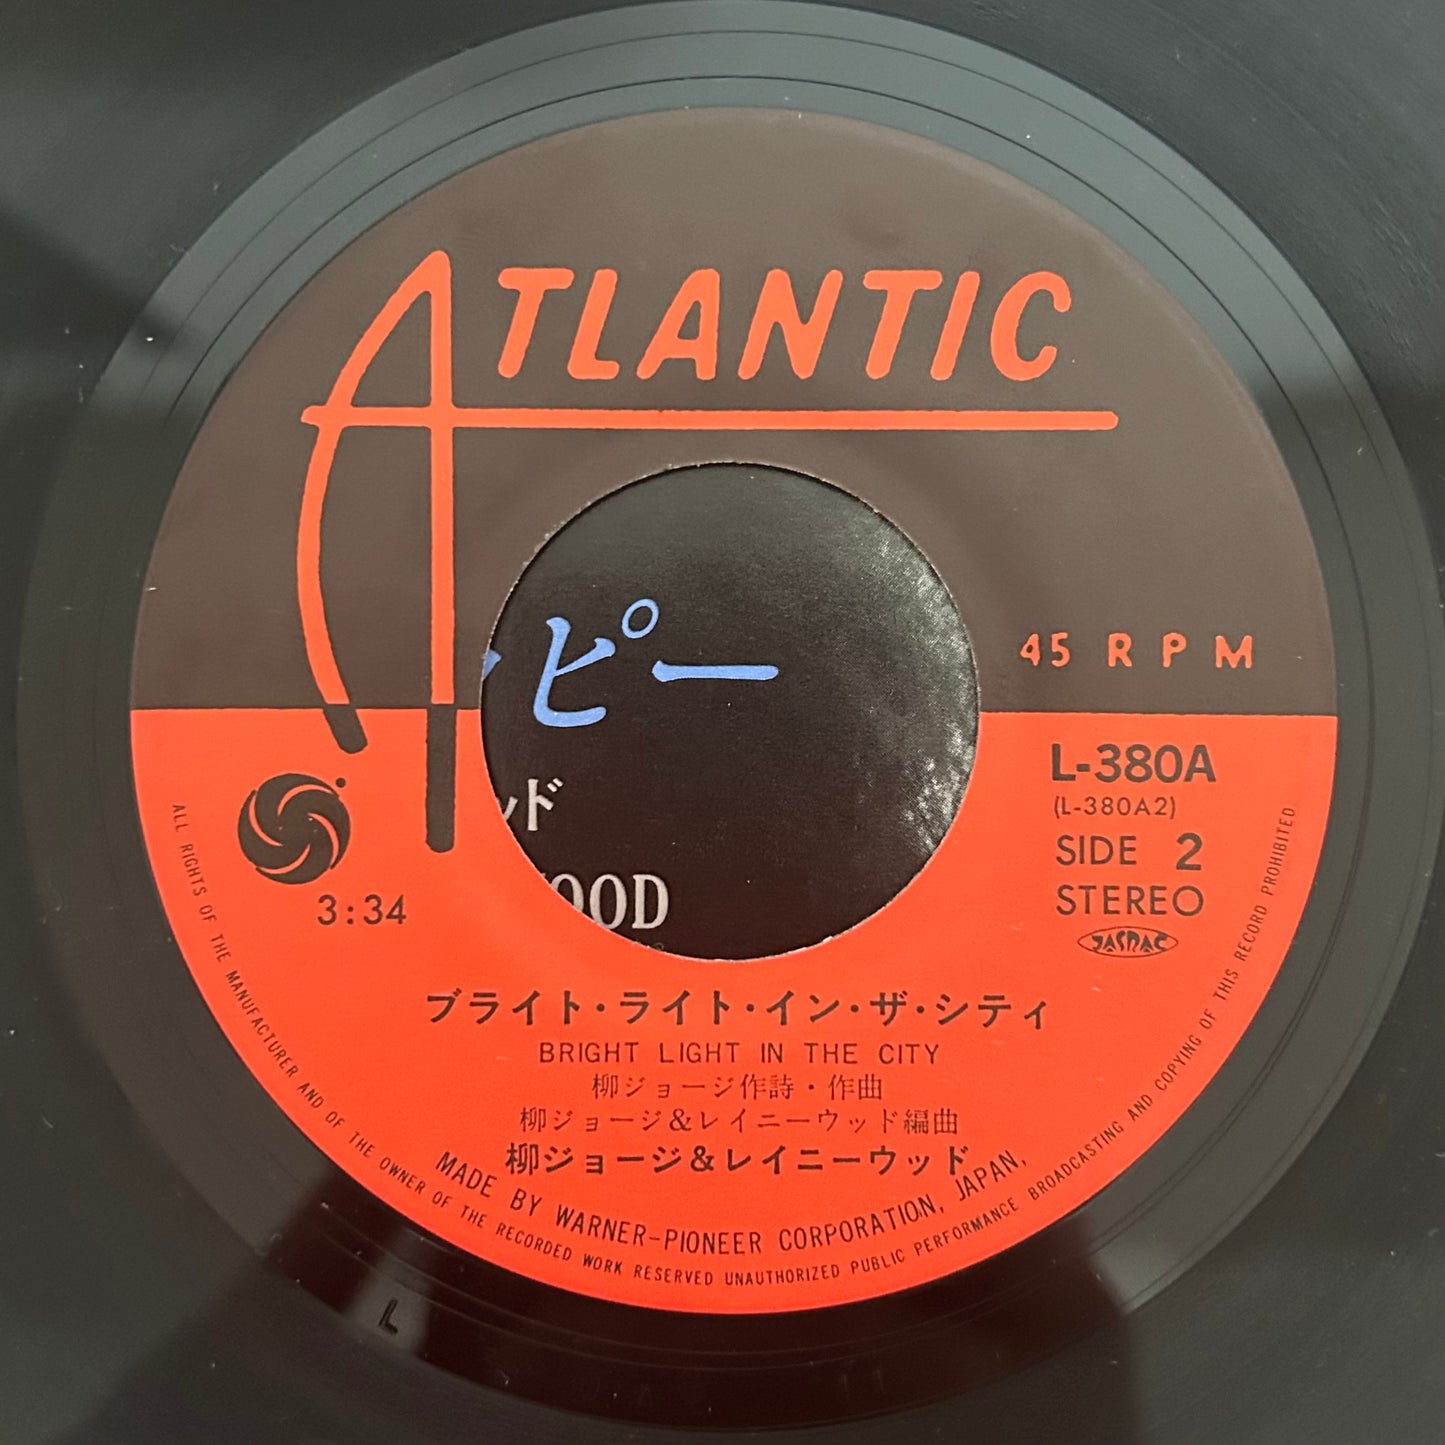 ATLANTIC
45 RPM
ピー
ンド
OOD
L-380A
(L-380A2)
SIDE 2
STEREO
JASRAC
3:34
ブライト・ライト・イン・ザ・シティ
BRIGHT LIGHT IN THE CITY
柳ジョージ作詩・作曲
柳ジョージ&レイニーウッド編曲
柳ジョージ&レイニーウッド
MADE BY WARNER-PIONEER CORPORATION, JAPAN.
ALL RIGHTS OF THE MANUFACTURER AND OF THE OWNER OF THE RECORDED WORK RESERVED UNAUTHORIZED PUBLIC PERFORMANCE BROADCASTING AND COPYING OF THIS RECORD PROHIBITED
L